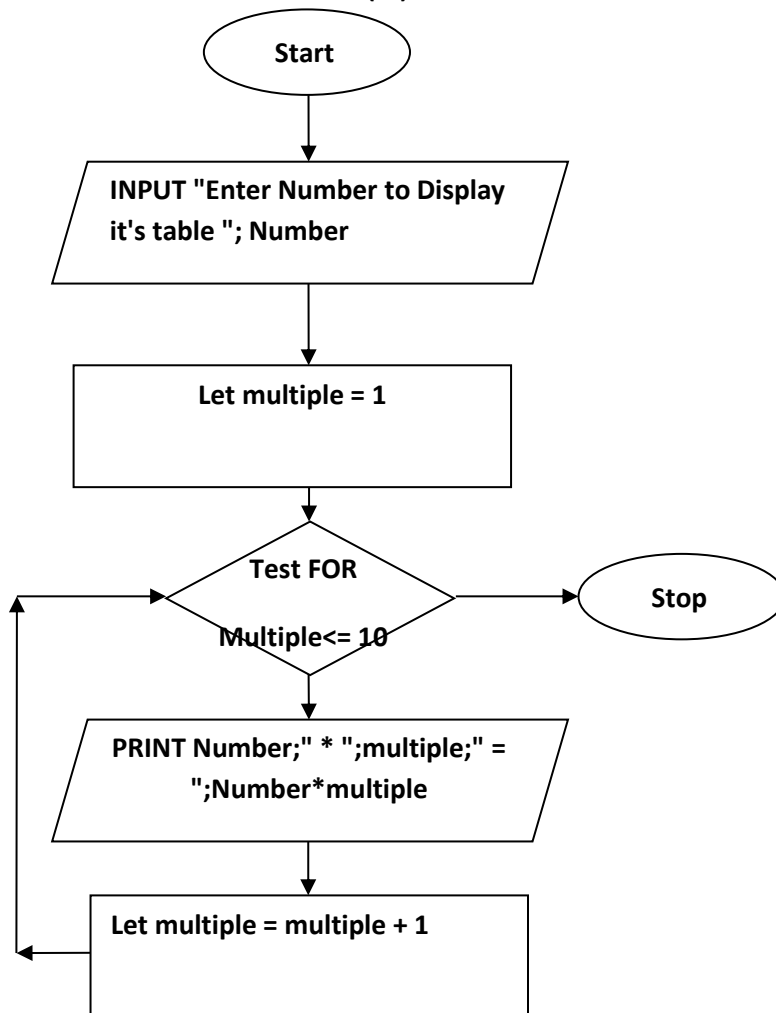 Start
INPUT "Enter Number to Display
it's table "; Number
Let multiple = 1
Test FOR
Multiple<= 10
Stop
PRINT Number;" * ";multiple;" =
";Number*multiple
Let multiple = multiple + 1